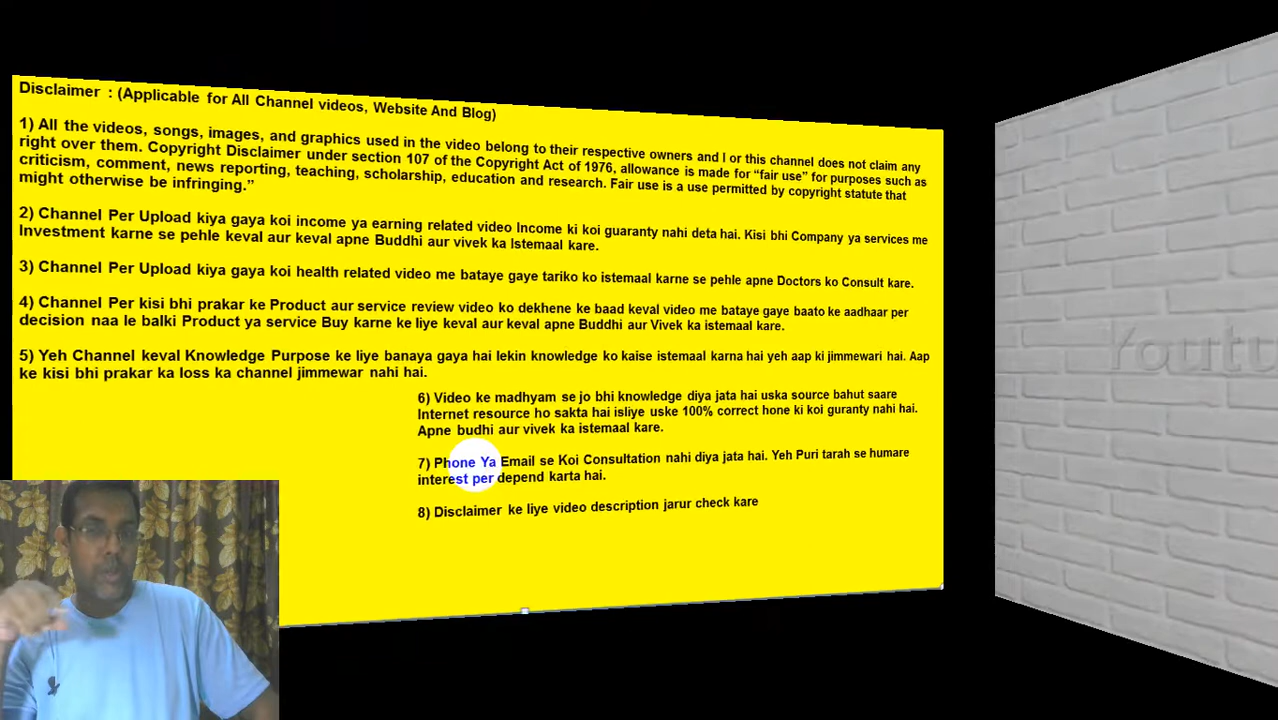 Disclaimer : (Applicable for All Channel videos, Website And Blog)
1) All the videos, songs, images, and graphics used in the video belong to their respective owners and I or this channel does not claim any
right over them. Copyright Disclaimer under section 107 of the Copyright Act of 1976, allowance is made for “fair use” for purposes such as
criticism, comment, news reporting, teaching, scholarship, education and research. Fair use is a use permitted by copyright statute that
might otherwise be infringing.”
2) Channel Per Upload kiya gaya koi income ya earning related video Income ki koi guaranty nahi deta hai. Kisi bhi Company ya services me
Investment karne se pehle keval aur keval apne Buddhi aur vivek ka Istemaal kare.
3) Channel Per Upload kiya gaya koi health related video me bataye gaye tariko ko istemaal karne se pehle apne Doctors ko Consult kare.
4) Channel Per kisi bhi prakar ke Product aur service review video ko dekhene ke baad keval video me bataye gaye baato ke aadhaar per
decision naa le balki Product ya service Buy karne ke liye keval aur keval apne Buddhi aur Vivek ka istemaal kare.
5) Yeh Channel keval Knowledge Purpose ke liye banaya gaya hai lekin knowledge ko kaise istemaal karna hai yeh aap ki jimmewari hai. Aap
ke kisi bhi prakar ka loss ka channel jimmewar nahi hai.
6) Video ke madhyam se jo bhi knowledge diya jata hai uska source bahut saare
Internet resource ho sakta hai isliye uske 100% correct hone ki koi guranty nahi hai.
Apne budhi aur vivek ka istemaal kare.
7) Phone Ya Email se Koi Consultation nahi diya jata hai. Yeh Puri tarah se humare
interest per depend karta hai.
8) Disclaimer ke liye video description jarur check kare
Youtu